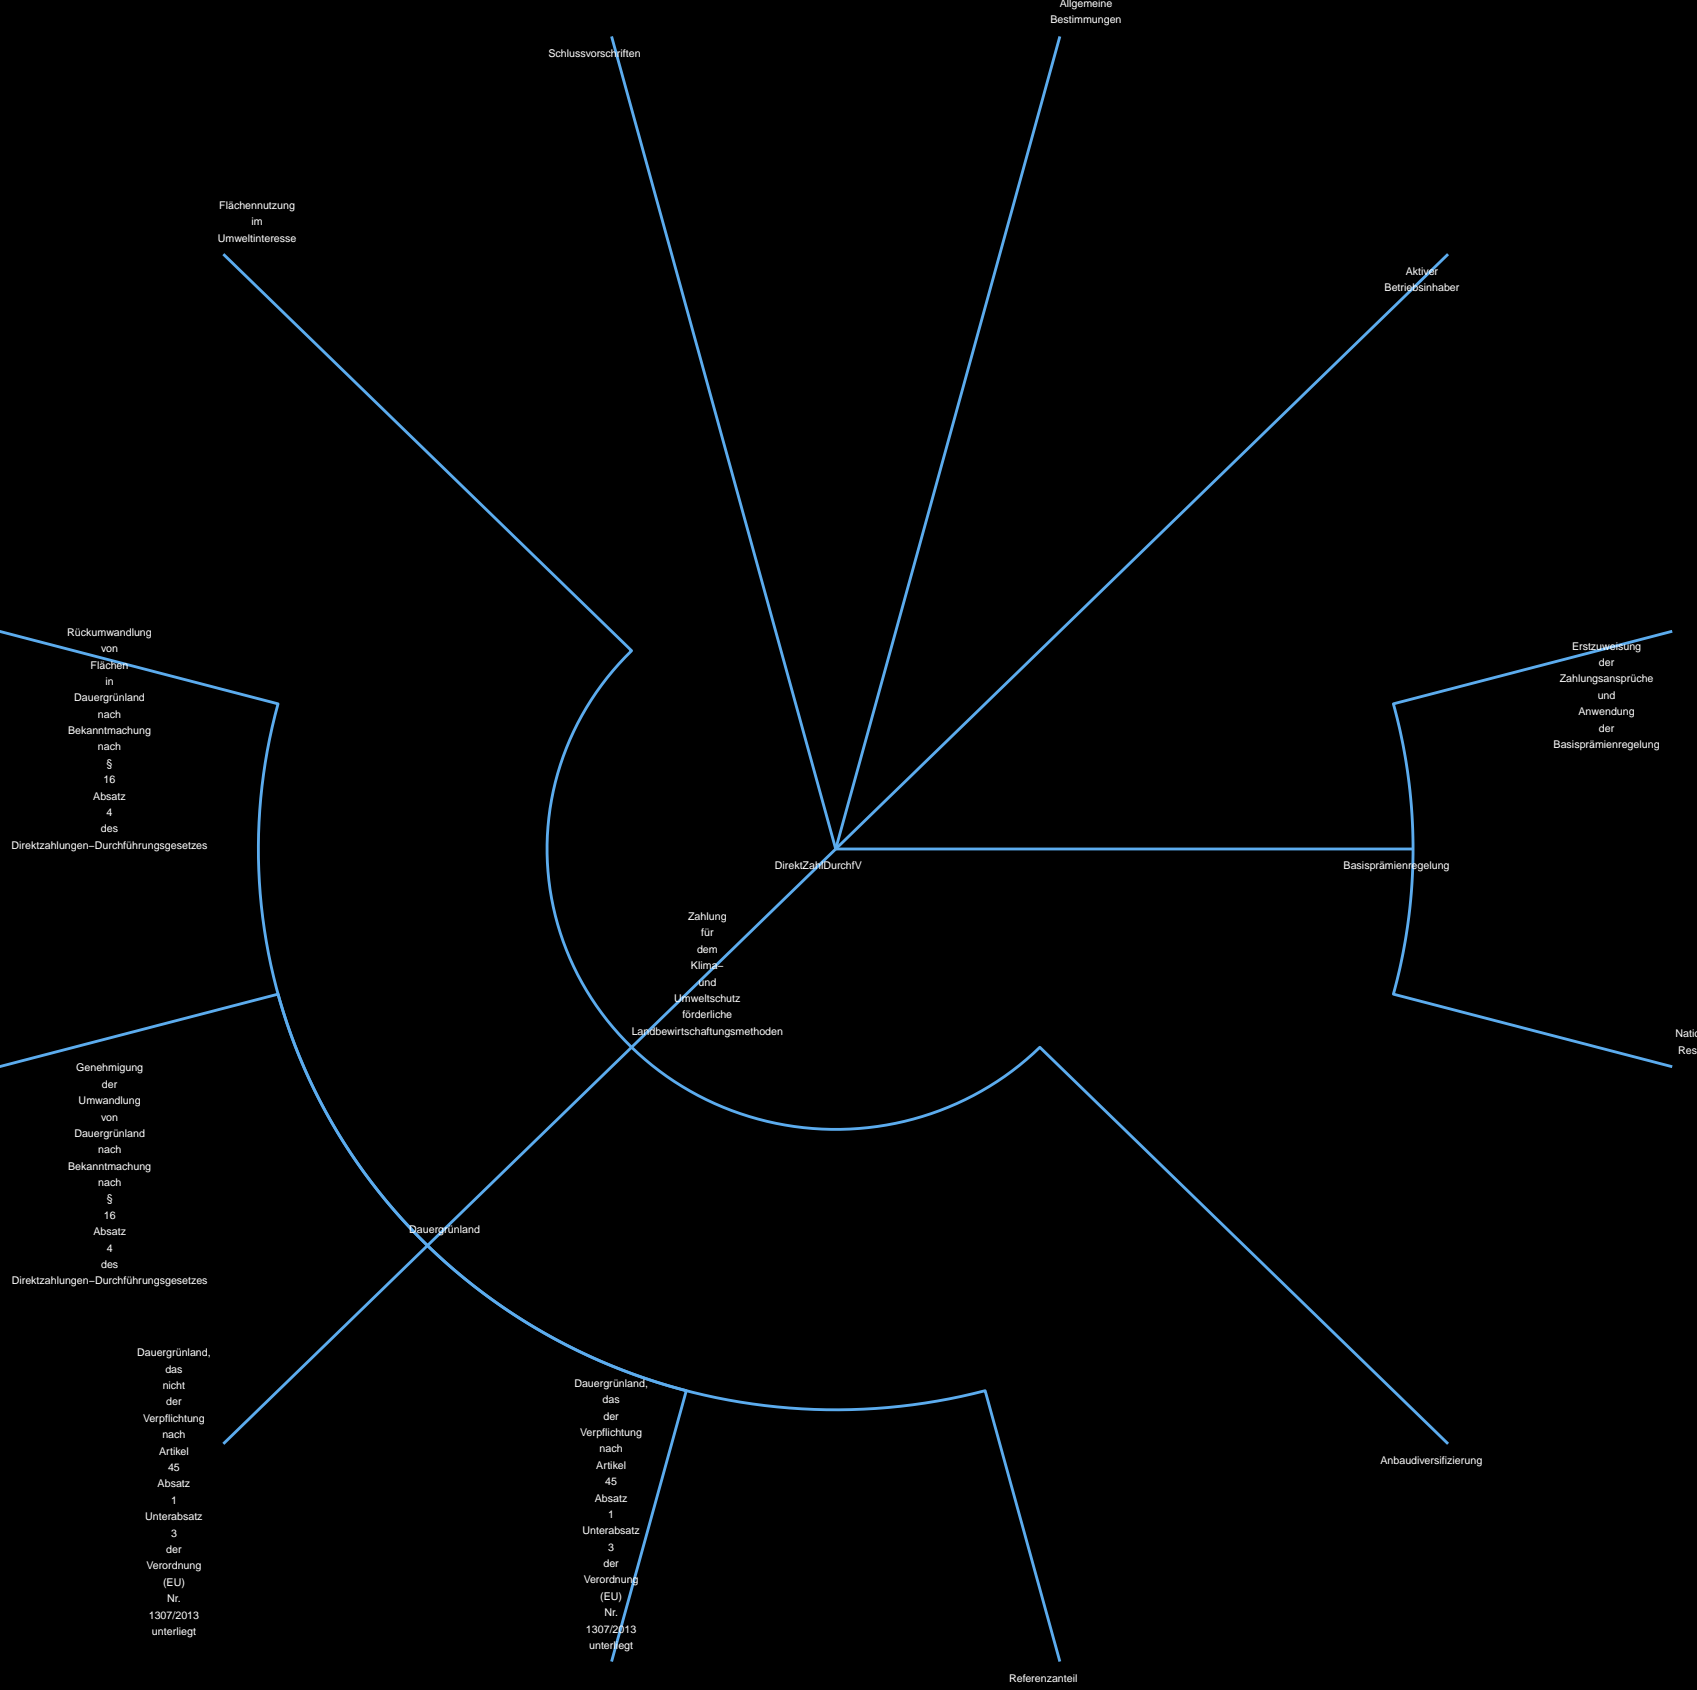 Allgemeine
Bestimmungen
Schlussvorschriften
Flächennutzung
im
Umweltinteresse
Aktiver
Betriebsinhaber
Rückumwandlung
von
Flächen
in
Dauergrünland
nach
Bekanntmachung
nach
§
16
Absatz
4
des
Direktzahlungen–Durchführungsgesetzes
Erstzuweisung
der
Zahlungsansprüche
und
Anwendung
der
Basisprämienregelung
DirektZahlDurchfV
Basisprämienregelung
Zahlung
für
dem
Klima–
und
Umweltschutz
förderliche
Landbewirtschaftungsmethoden
Genehmigung
der
Umwandlung
von
Dauergrünland
nach
Bekanntmachung
nach
§
16
Absatz
4
des
Direktzahlungen–Durchführungsgesetzes
Dauergrünland
Dauergrünland,
das
nicht
der
Verpflichtung
nach
Artikel
45
Absatz
1
Unterabsatz
3
der
Verordnung
(EU)
Nr.
1307/2013
unterliegt
Dauergrünland,
das
der
Verpflichtung
nach
Artikel
45
Absatz
1
Unterabsatz
3
der
Verordnung
(EU)
Nr.
1307/2013
unterliegt
Anbaudiversifizierung
Referenzanteil